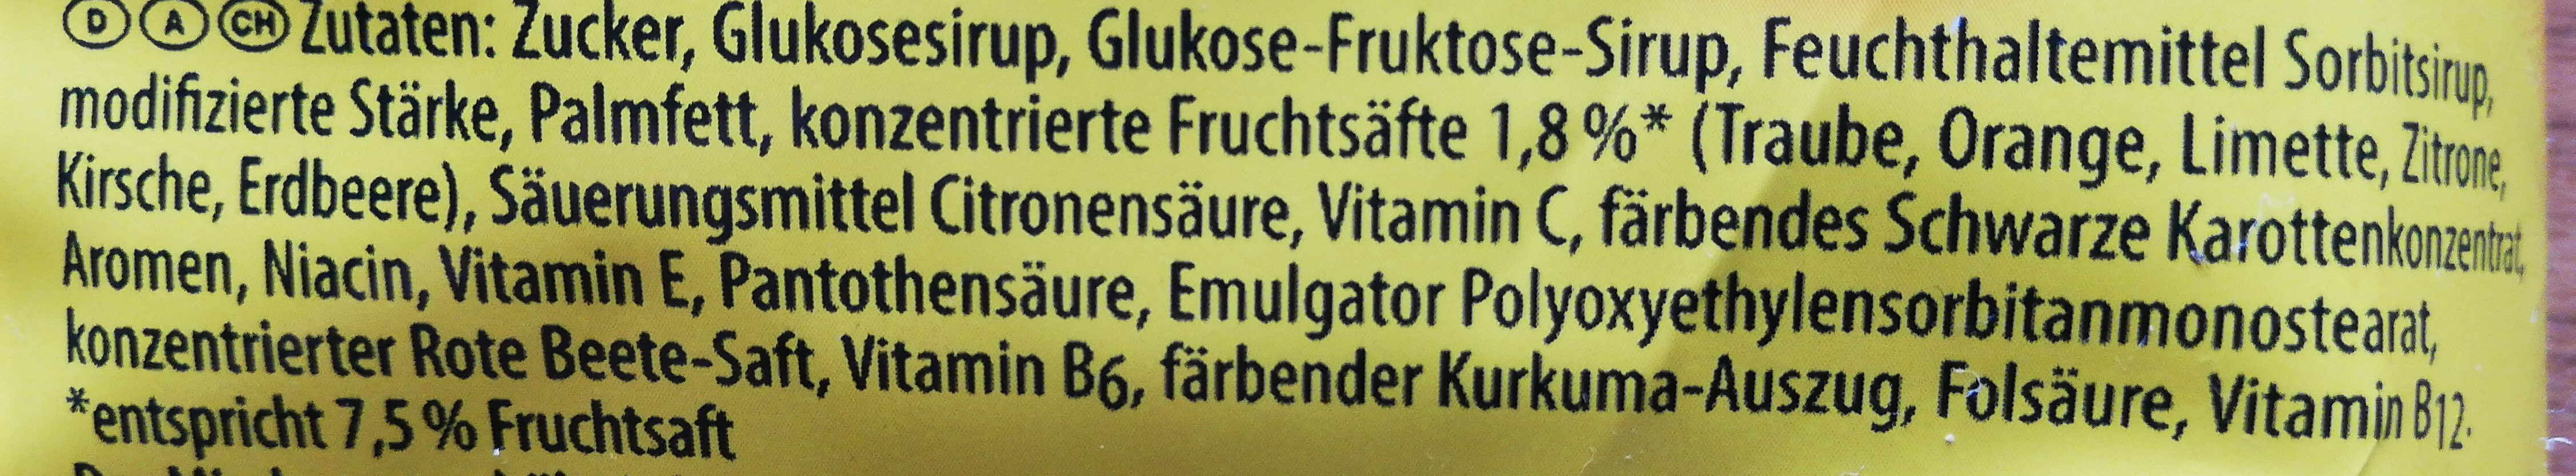 D A CH Zutaten: Zucker, Glukosesirup, Glukose-Fruktose-Sirup, Feuchthaltemittel Sorbitsirup,
modifizierte Stärke, Palmfett, konzentrierte Fruchtsäfte 1,8 %* (Traube, Orange, Limette, Zitrone,
Kirsche, Erdbeere), Säuerungsmittel Citronensäure, Vitamin C, färbendes Schwarze Karottenkonzentrat,
Aromen, Niacin, Vitamin E, Pantothensäure, Emulgator Polyoxyethylensorbitanmonostearat,
konzentrierter Rote Beete-Saft, Vitamin B6, färbender Kurkuma-Auszug, Folsäure, Vitamin B12.
*entspricht 7,5 % Fruchtsaft